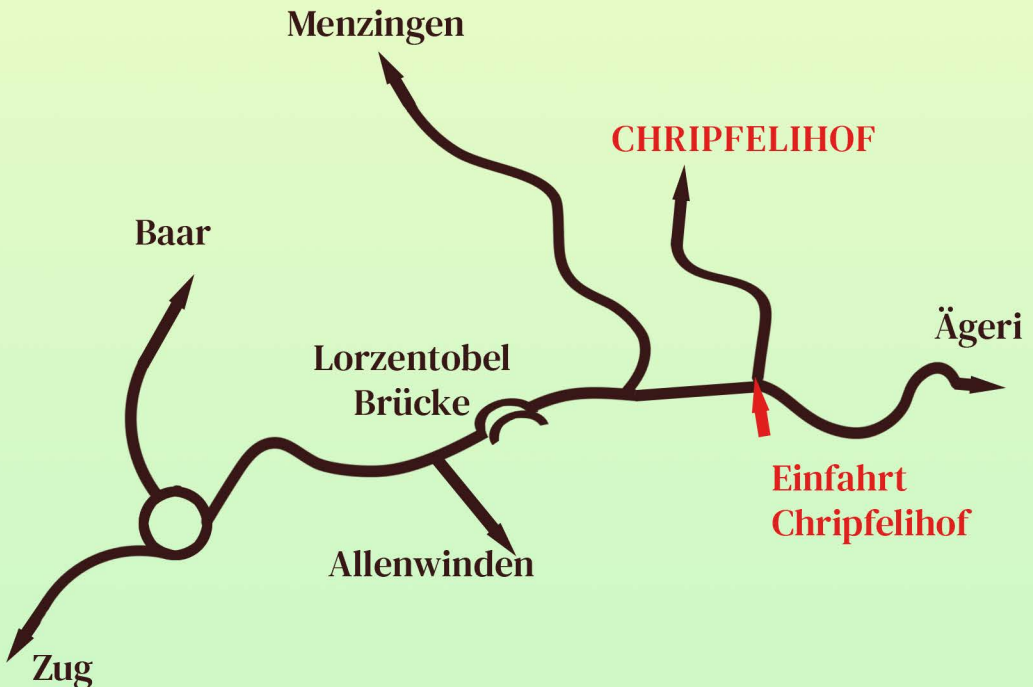 Menzingen
CHRIPFELIHOF
Baar
Ägeri
Lorzentobel
Brücke
Einfahrt
Chripfelihof
Allenwinden
Zug